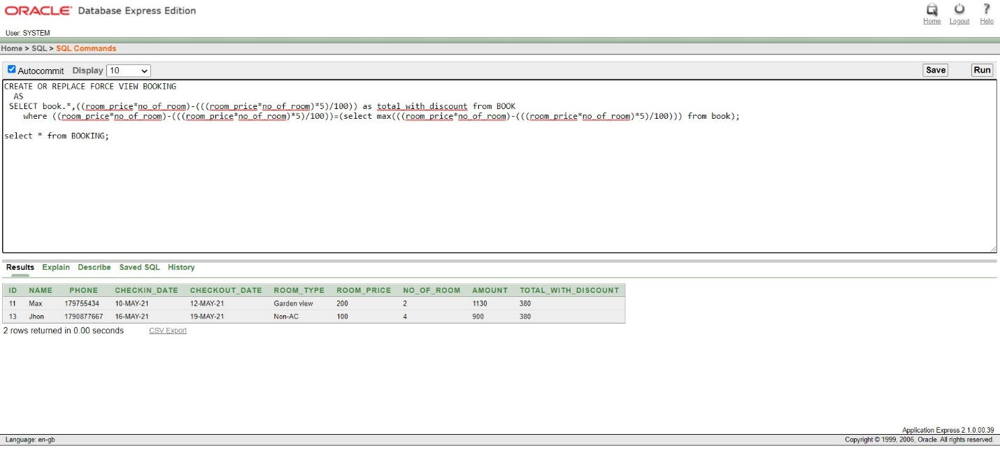 ORACLE Database Express Edition
Home Logout Help
User: SYSTEM
Home > SQL > SQL Commands
Autocommit Display 10 Save Run
CREATE OR REPLACE FORCE VIEW BOOKING
AS
SELECT book.*,((room_price*no_of_room)-(((room_price*no_of_room)*5)/100)) as total_with_discount from BOOK
where ((room_price*no_of_room)-(((room_price*no_of_room)*5)/100))=(select max(((room_price*no_of_room)-(((room_price*no_of_room)*5)/100))) from book);
select * from BOOKING;
Results Explain Describe Saved SQL History
ID NAME PHONE CHECKIN_DATE CHECKOUT_DATE ROOM_TYPE ROOM_PRICE NO_OF_ROOM AMOUNT TOTAL_WITH_DISCOUNT
11 Max 179755434 10-MAY-21 12-MAY-21 Garden view 200 2 1130 380
13 Jhon 1790877667 16-MAY-21 19-MAY-21 Non-AC 100 4 900 380
2 rows returned in 0.00 seconds CSV Export
Application Express 2.1.0.00.39
Language: en-gb Copyright © 1999, 2006, Oracle. All rights reserved.